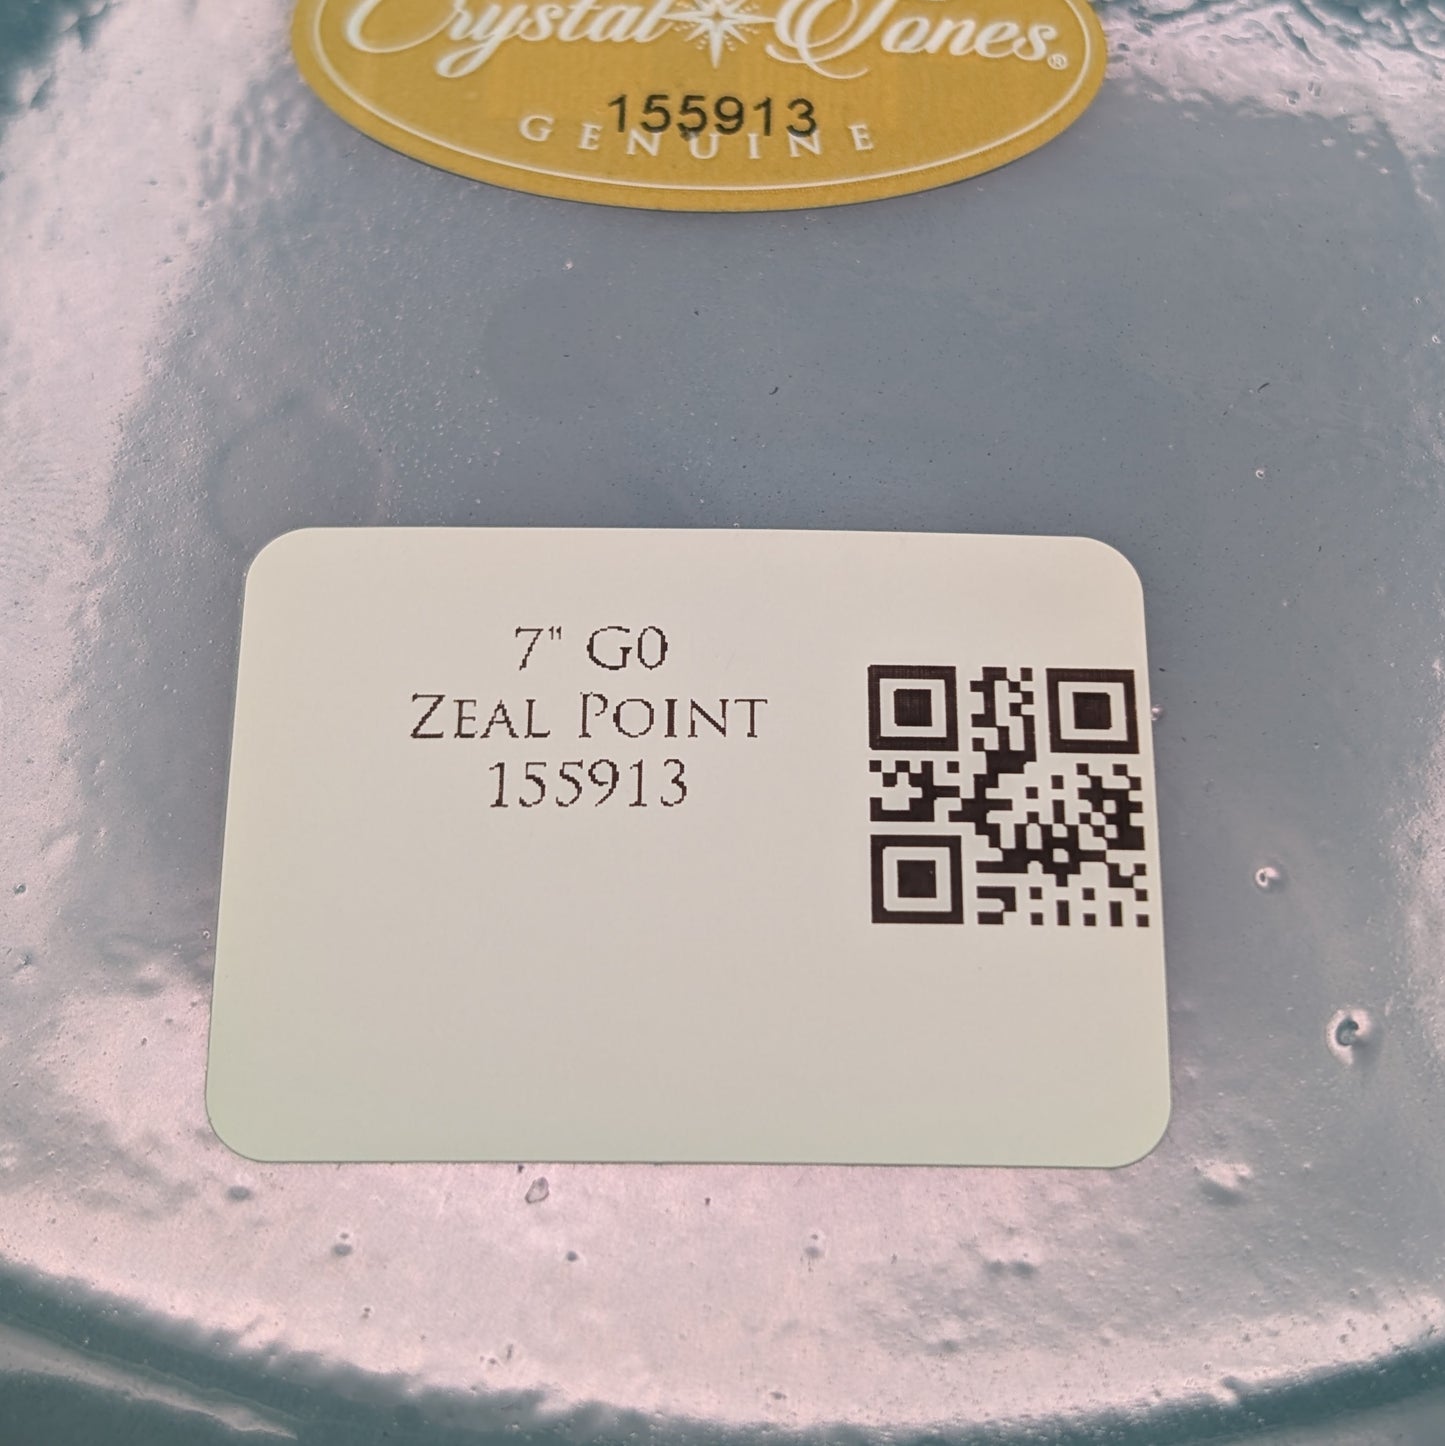 Crystal Tones®
155913
GENUINE
7" G0
ZEAL POINT
155913